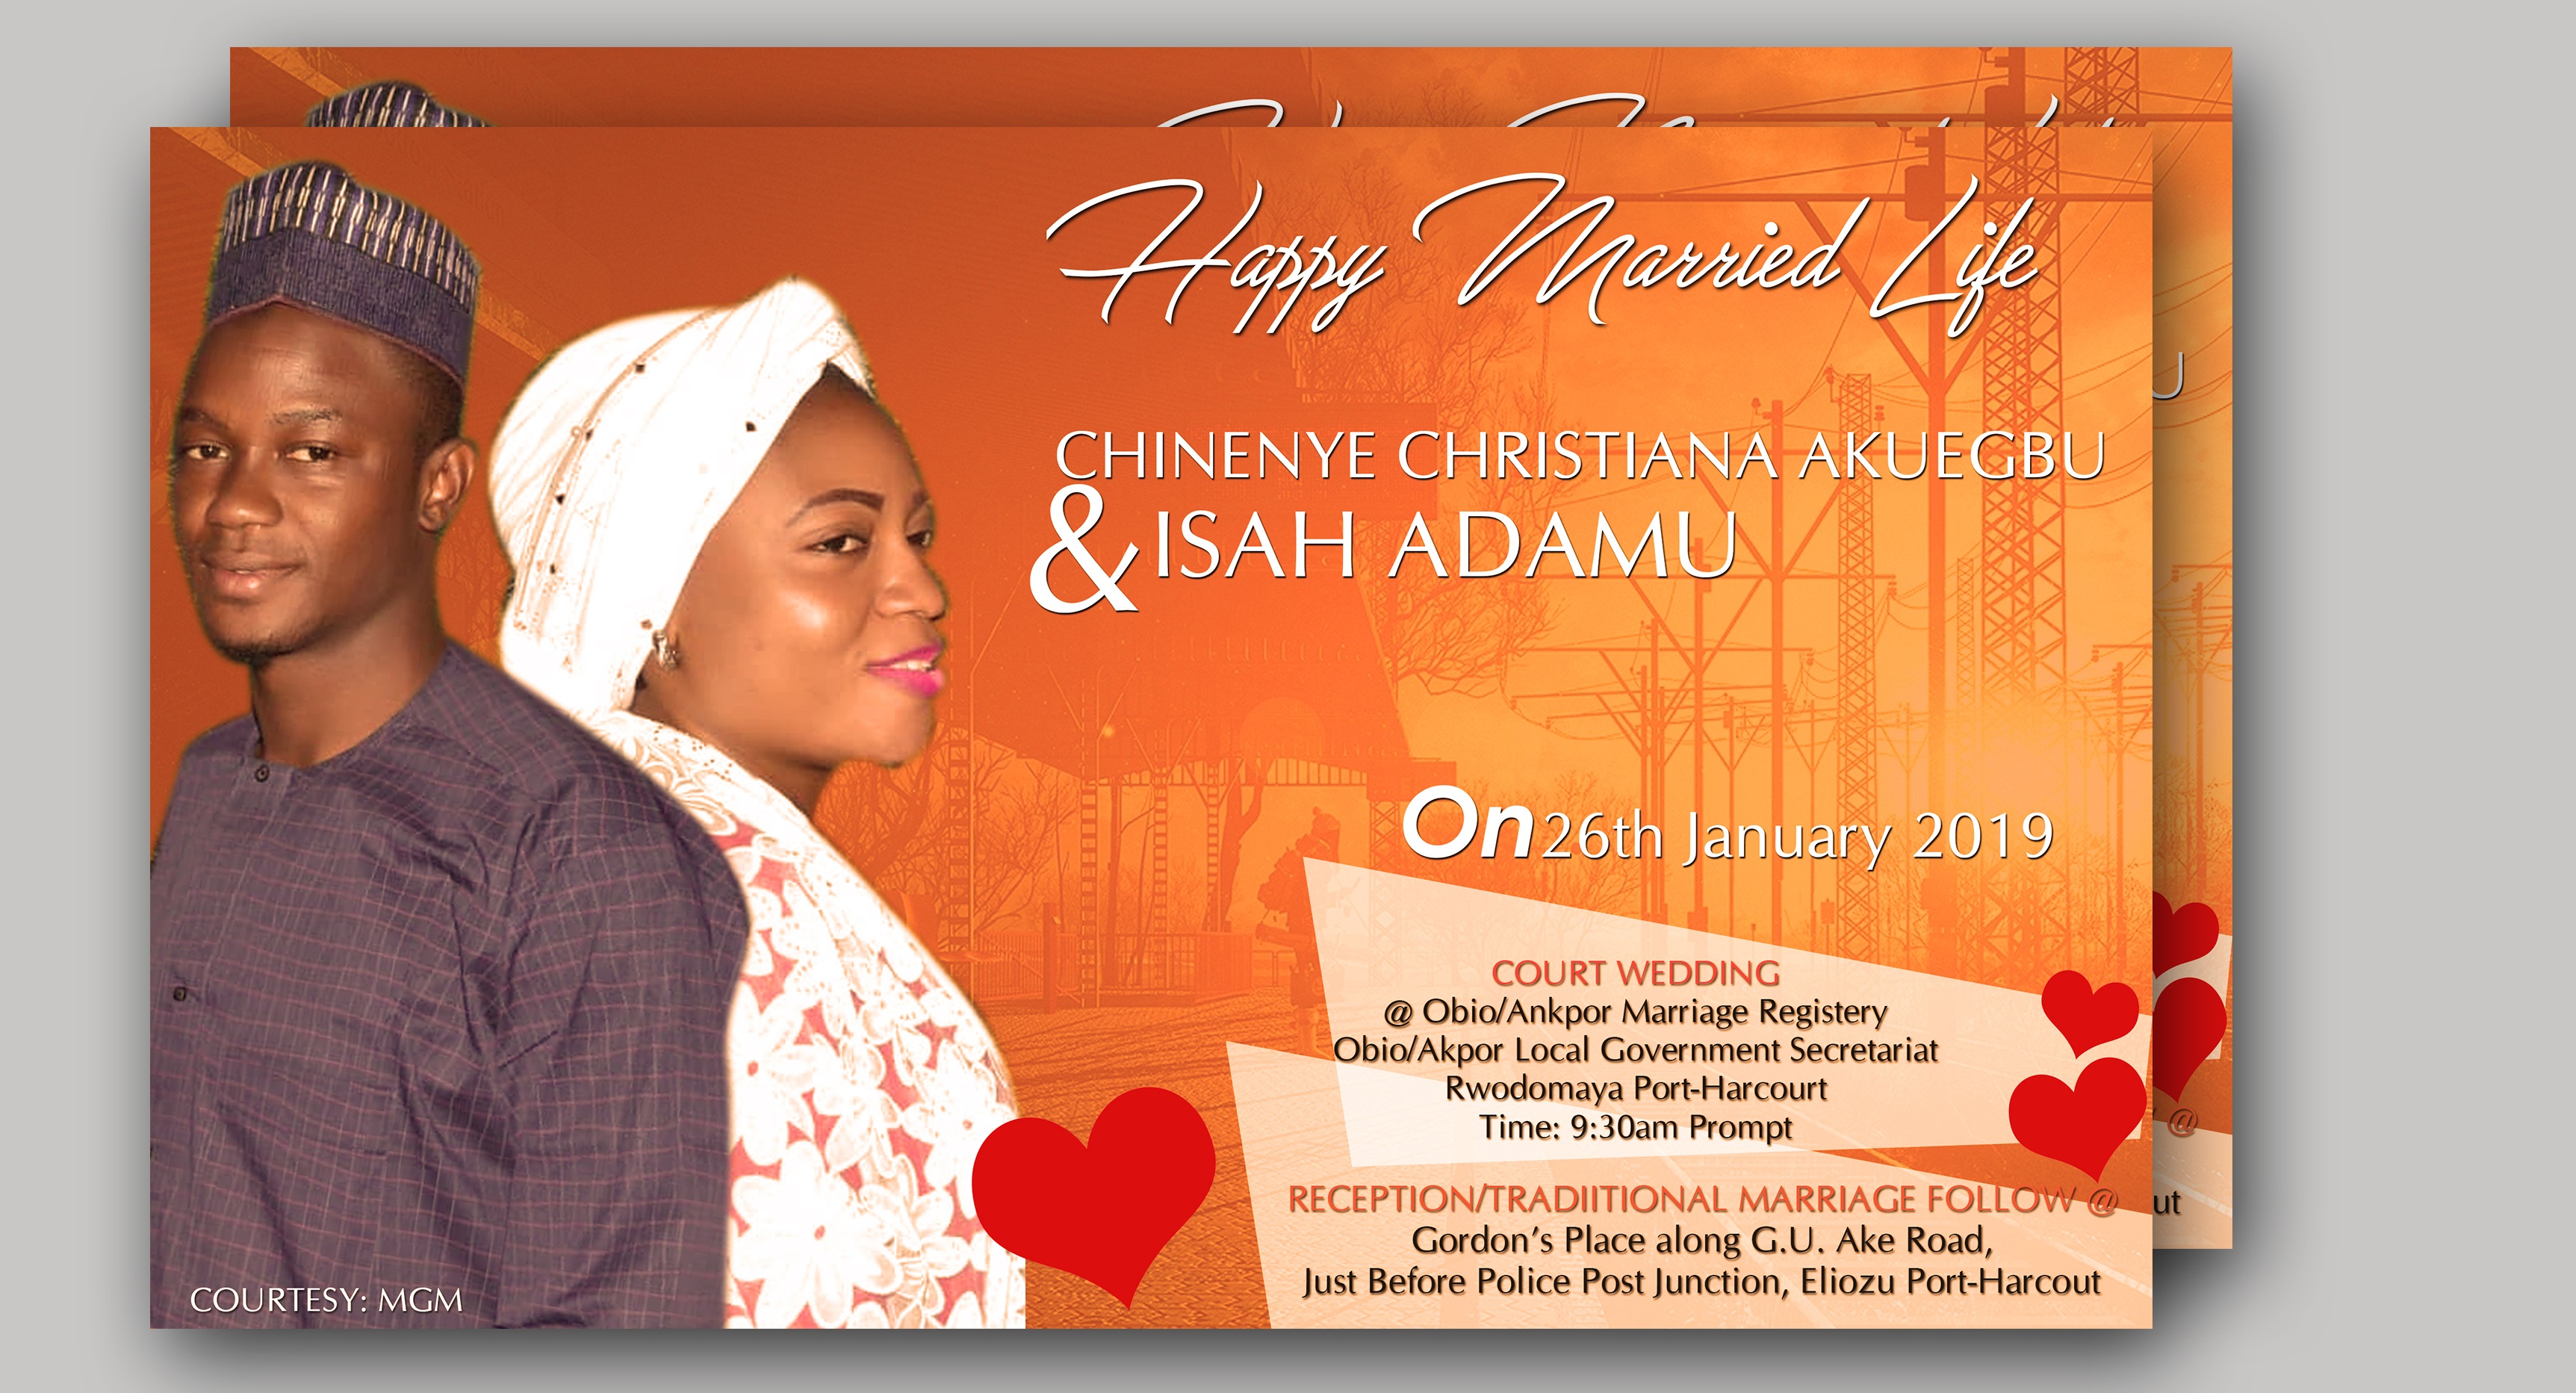 Happy Married Life
CHINENYE CHRISTIANA AKUEGBU
& ISAH ADAMU
On 26th January 2019
COURT WEDDING
@ Obio/Ankpor Marriage Registery
Obio/Akpor Local Government Secretariat
Rwodomaya Port-Harcourt
Time: 9:30am Prompt
RECEPTION/TRADIITIONAL MARRIAGE FOLLOW @
Gordon’s Place along G.U. Ake Road,
Just Before Police Post Junction, Eliozu Port-Harcout
COURTESY: MGM